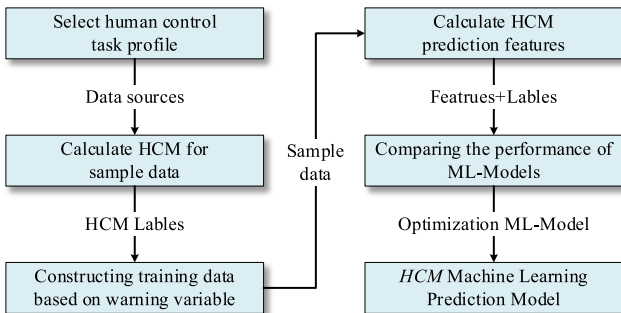 Select human control
task profile
Data sources
Calculate HCM for
sample data
HCM Lables
Constructing training data
based on warning variable
Sample
data
Calculate HCM
prediction features
Featrues+Lables
Comparing the performance of
ML-Models
Optimization ML-Model
HCM Machine Learning
Prediction Model